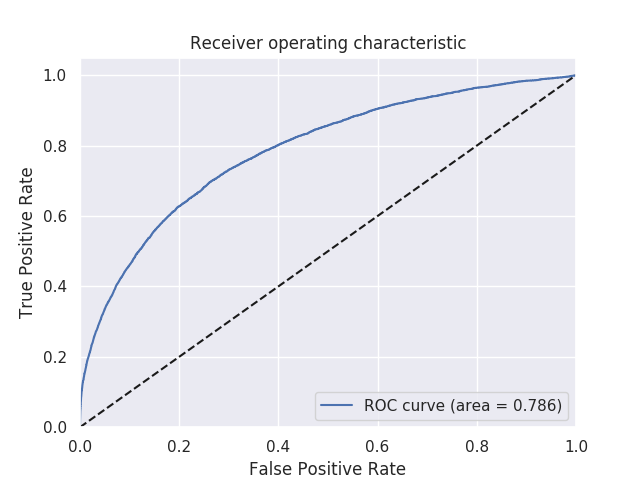 Receiver operating characteristic
True Positive Rate
1.0
0.8
0.6
0.4
0.2
0.0
ROC curve (area = 0.786)
0.0 0.2 0.4 0.6 0.8 1.0
False Positive Rate